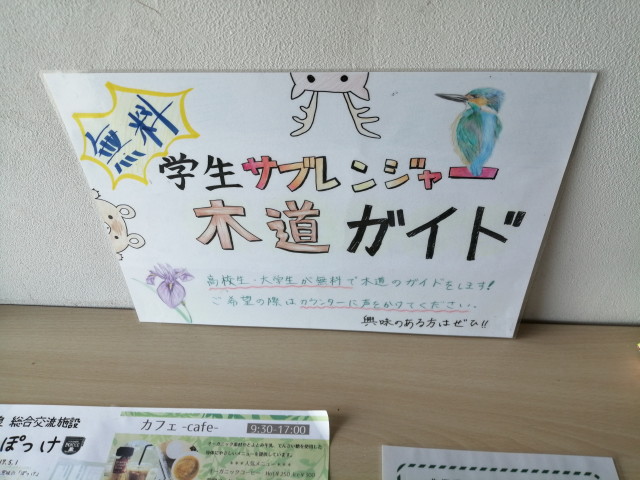 無料
学生サブレンジャー
木道ガイド
高校生・大学生が無料で木道のガイドをします!
ご希望の際はカウンターに声をかけてください。
興味のある方はぜひ!!
総合交流施設
ぽっけ
カフェ -cafe-
9:30-17:00